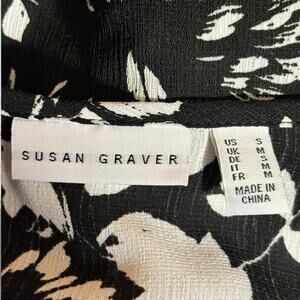 SUSAN GRAVER
US S
UK M
DE S
IT M
FR M
MADE IN
CHINA